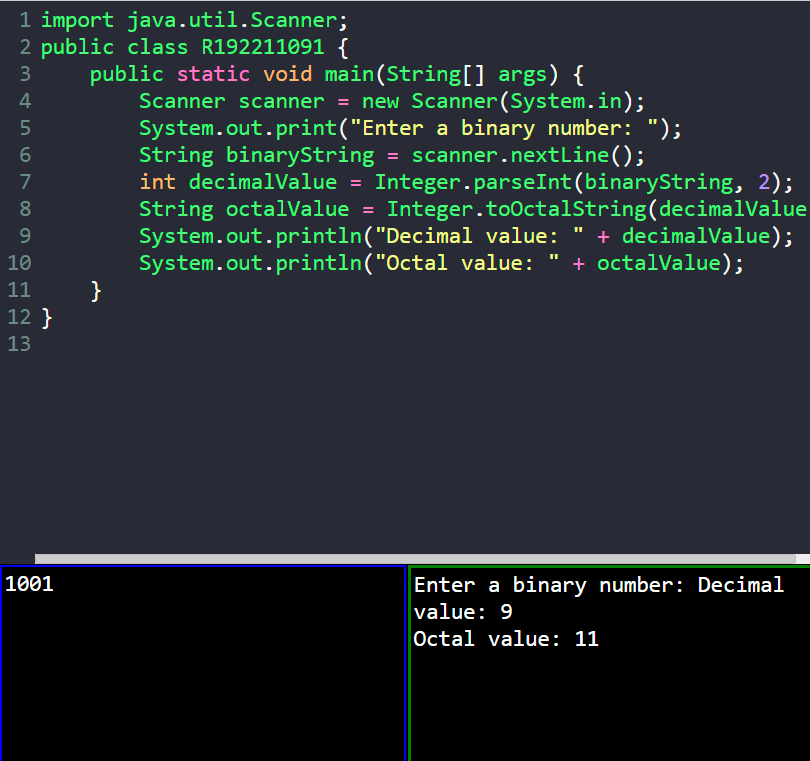 1 import java.util.Scanner;
2 public class R192211091 {
3     public static void main(String[] args) {
4         Scanner scanner = new Scanner(System.in);
5         System.out.print("Enter a binary number: ");
6         String binaryString = scanner.nextLine();
7         int decimalValue = Integer.parseInt(binaryString, 2);
8         String octalValue = Integer.toOctalString(decimalValue
9         System.out.println("Decimal value: " + decimalValue);
10         System.out.println("Octal value: " + octalValue);
11     }
12 }
13
1001
Enter a binary number: Decimal
value: 9
Octal value: 11